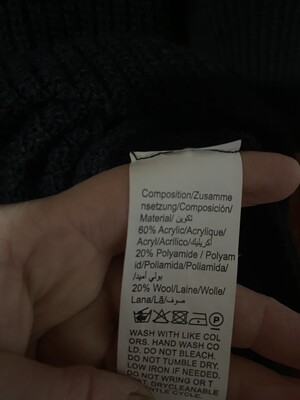 Composition/Zusamme
nsetzung/Composición/
Material/ تكوين
60% Acrylic/Acrylique/
Acryl/Acrílico/أكريليك
20% Polyamide / Polyam
id/Poliamida/Poliamida/
بولي أميد/
20% Wool/Laine/Wolle/
Lana/Lã/صوف
P
WASH WITH LIKE COL
ORS. HAND WASH CO
LD. DO NOT BLEACH.
DO NOT TUMBLE DRY.
LOW IRON IF NEEDED.
DO NOT WRING OR T
DRYCLEANABLE
CYCLE.